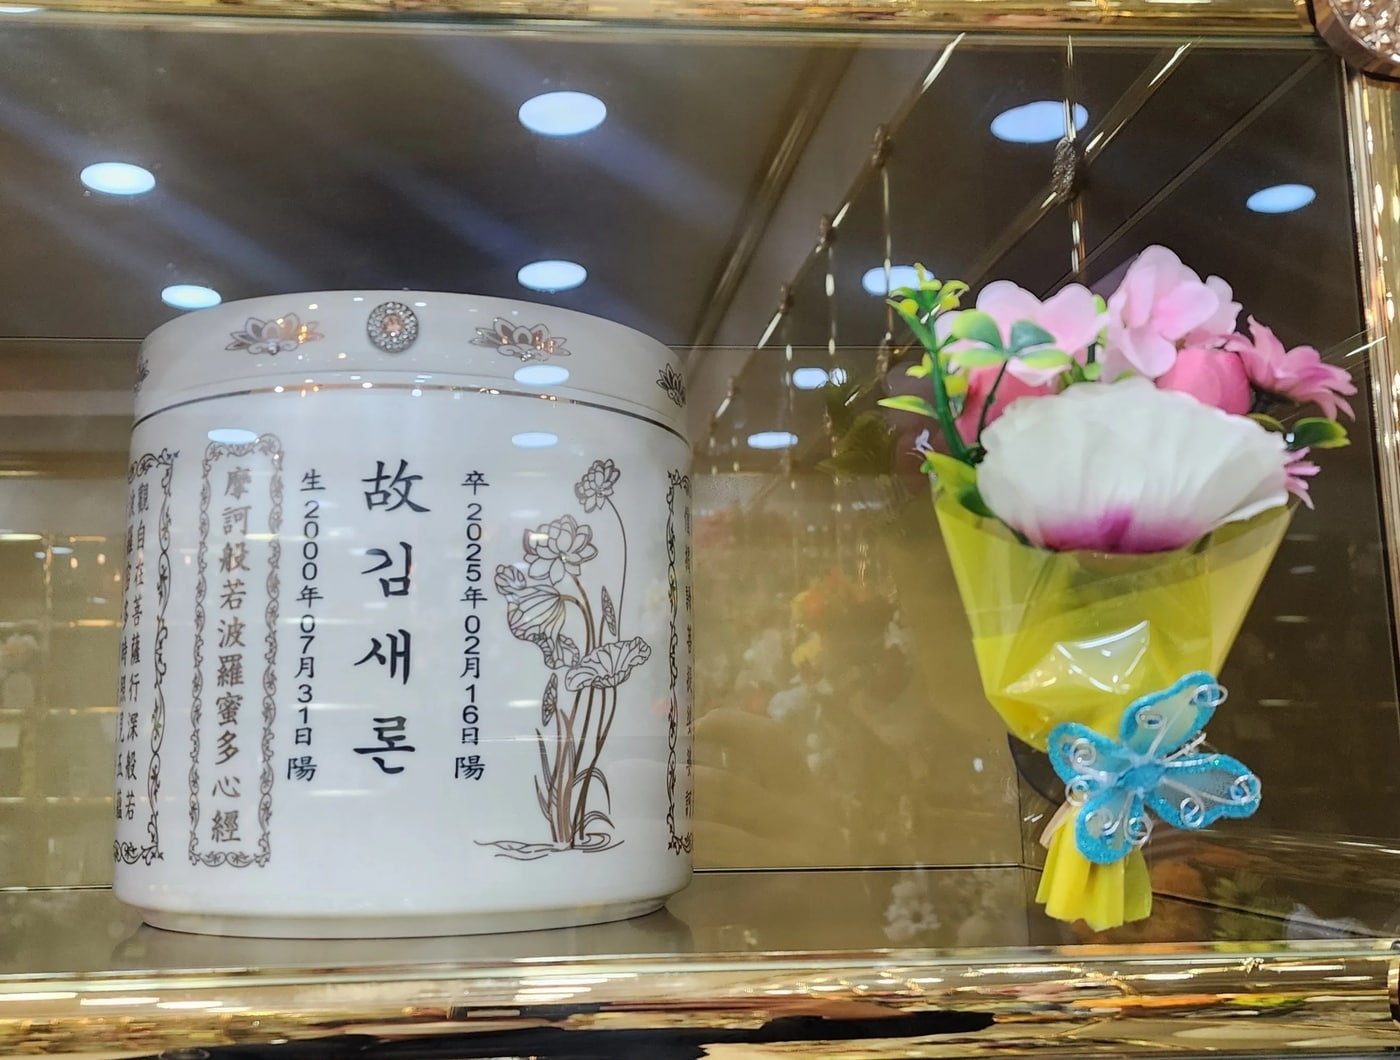 卒2025年02月16日陽
故김새론
生2000年07月31日陽
摩訶般若波羅蜜多心經
觀自在菩薩行深般若